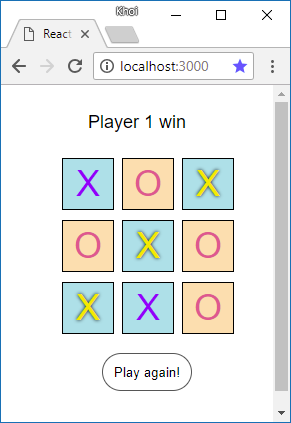 Khoi
React
localhost:3000
Player 1 win
X O X
O X O
X X O
Play again!